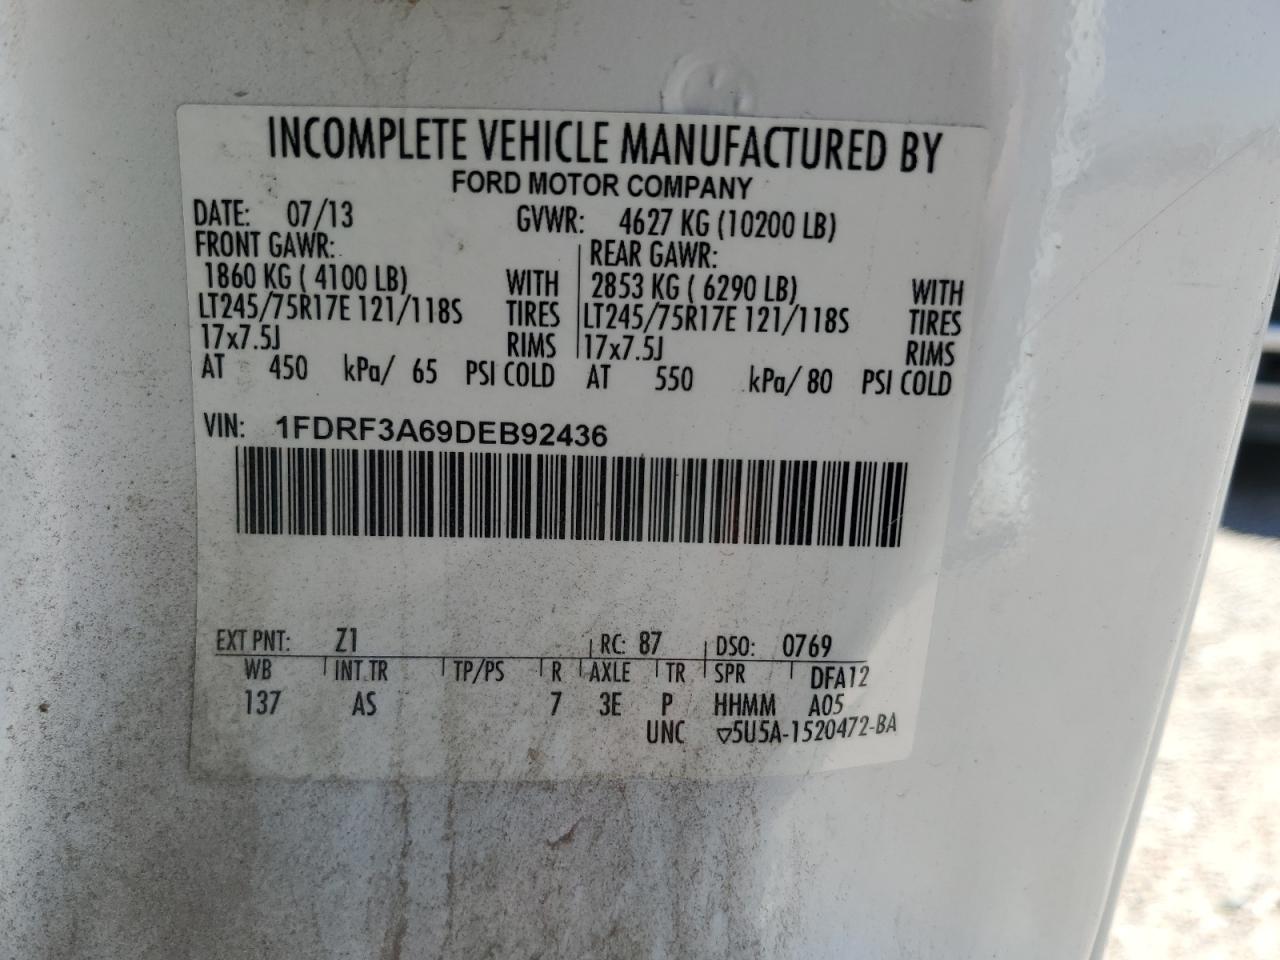 INCOMPLETE VEHICLE MANUFACTURED BY
FORD MOTOR COMPANY
DATE: 07/13 GVWR: 4627 KG (10200 LB)
FRONT GAWR: REAR GAWR:
1860 KG ( 4100 LB) WITH 2853 KG ( 6290 LB) WITH
LT245/75R17E 121/118S TIRES LT245/75R17E 121/118S TIRES
17x7.5J RIMS 17x7.5J RIMS
AT 450 kPa/ 65 PSI COLD AT 550 kPa/ 80 PSI COLD
VIN: 1FDRF3A69DEB92436
EXT PNT: Z1 RC: 87 DSO: 0769
WB INT TR TP/PS R AXLE TR SPR DFA12
137 AS 7 3E P HHMM A05
UNC ▽5U5A-1520472-BA